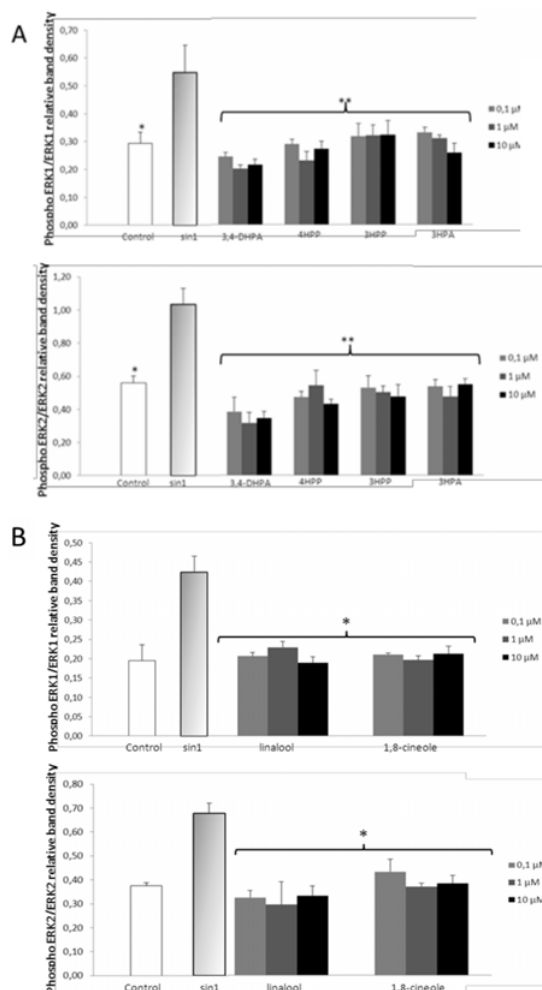 A
Phospho ERK1/ERK1 relative band density
0,70
0,60
0,50
0,40
0,30
0,20
0,10
0,00
*
**
0,1 µM
1 µM
10 µM
Control sin1 3,4-DHPA 4HPP 3HPP 3HPA
Phospho ERK2/ERK2 relative band density
1,20
1,00
0,80
0,60
0,40
0,20
0,00
*
**
0,1 µM
1 µM
10 µM
Control sin1 3,4-DHPA 4HPP 3HPP 3HPA
B
Phospho ERK1/ERK1 relative band density
0,50
0,45
0,40
0,35
0,30
0,25
0,20
0,15
0,10
0,05
0,00
*
0,1 µM
1 µM
10 µM
Control sin1 linalool 1,8-cineole
Phospho ERK2/ERK2 relative band density
0,80
0,70
0,60
0,50
0,40
0,30
0,20
0,10
0,00
*
0,1 µM
1 µM
10 µM
Control sin1 linalool 1,8-cineole